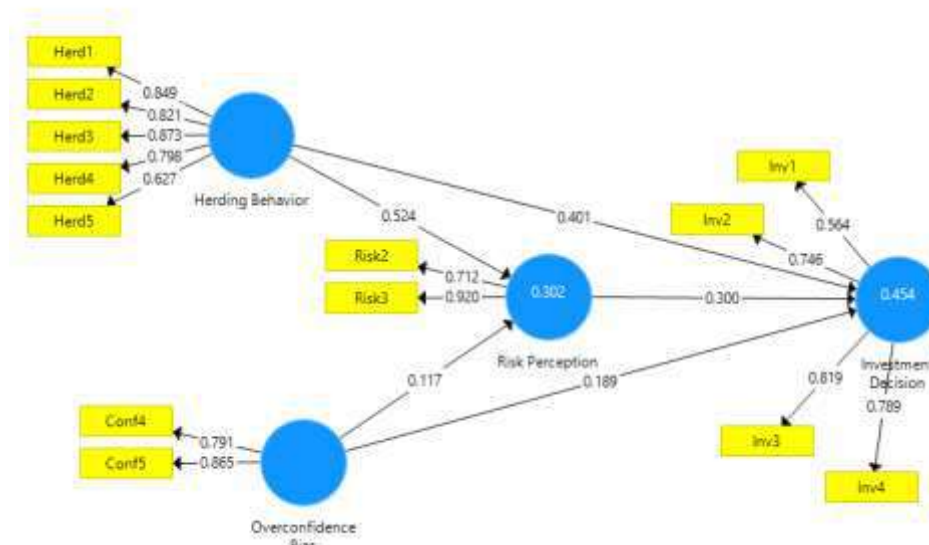 Herd1
0.849
Herd2
0.821
Herd3
0.873
Herd4
0.798
0.627
Herd5
Herding Behavior
Inv1
0.564
Inv2
0.746
0.401
0.524
Risk2
0.712
Risk3
0.920
0.302
0.300
0.454
Risk Perception
Investment
Decision
0.117
0.189
0.819
0.789
Conf4
0.791
Conf5
0.865
Inv3
Inv4
Overconfidence